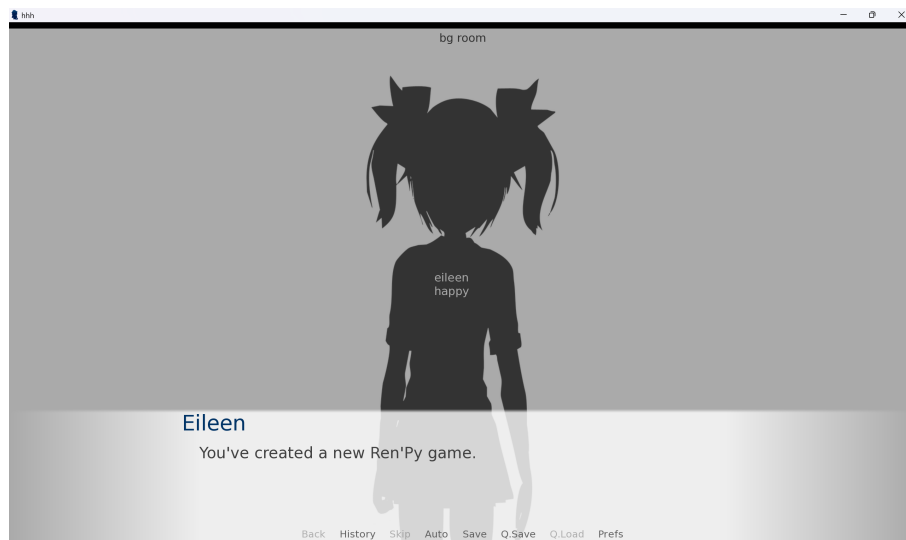 hhh
bg room
eileen
happy
Eileen
You've created a new Ren'Py game.
Back History Skip Auto Save Q.Save Q.Load Prefs